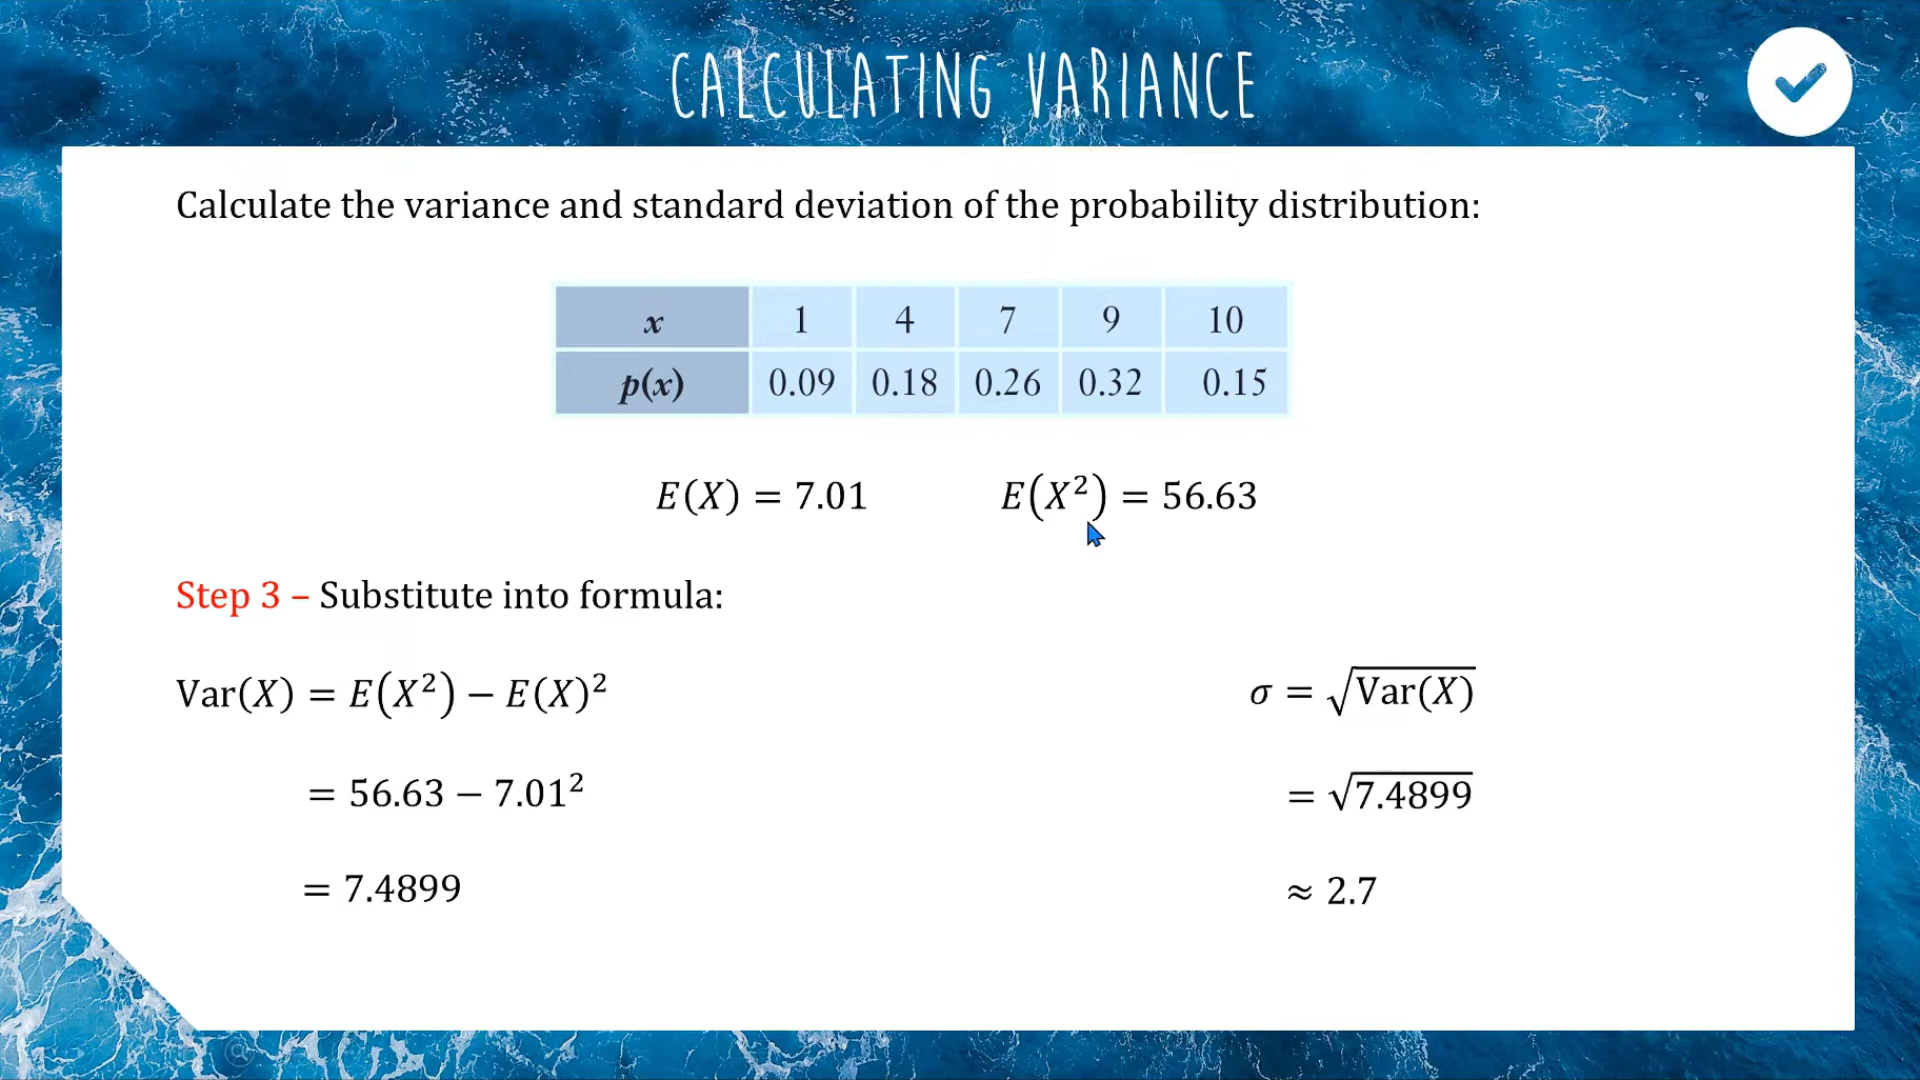 CALCULATING VARIANCE
Calculate the variance and standard deviation of the probability distribution:
x 1 4 7 9 10
p(x) 0.09 0.18 0.26 0.32 0.15
E(X) = 7.01 E(X²) = 56.63
Step 3 – Substitute into formula:
Var(X) = E(X²) − E(X)² σ = √Var(X)
= 56.63 − 7.01² = √7.4899
= 7.4899 ≈ 2.7